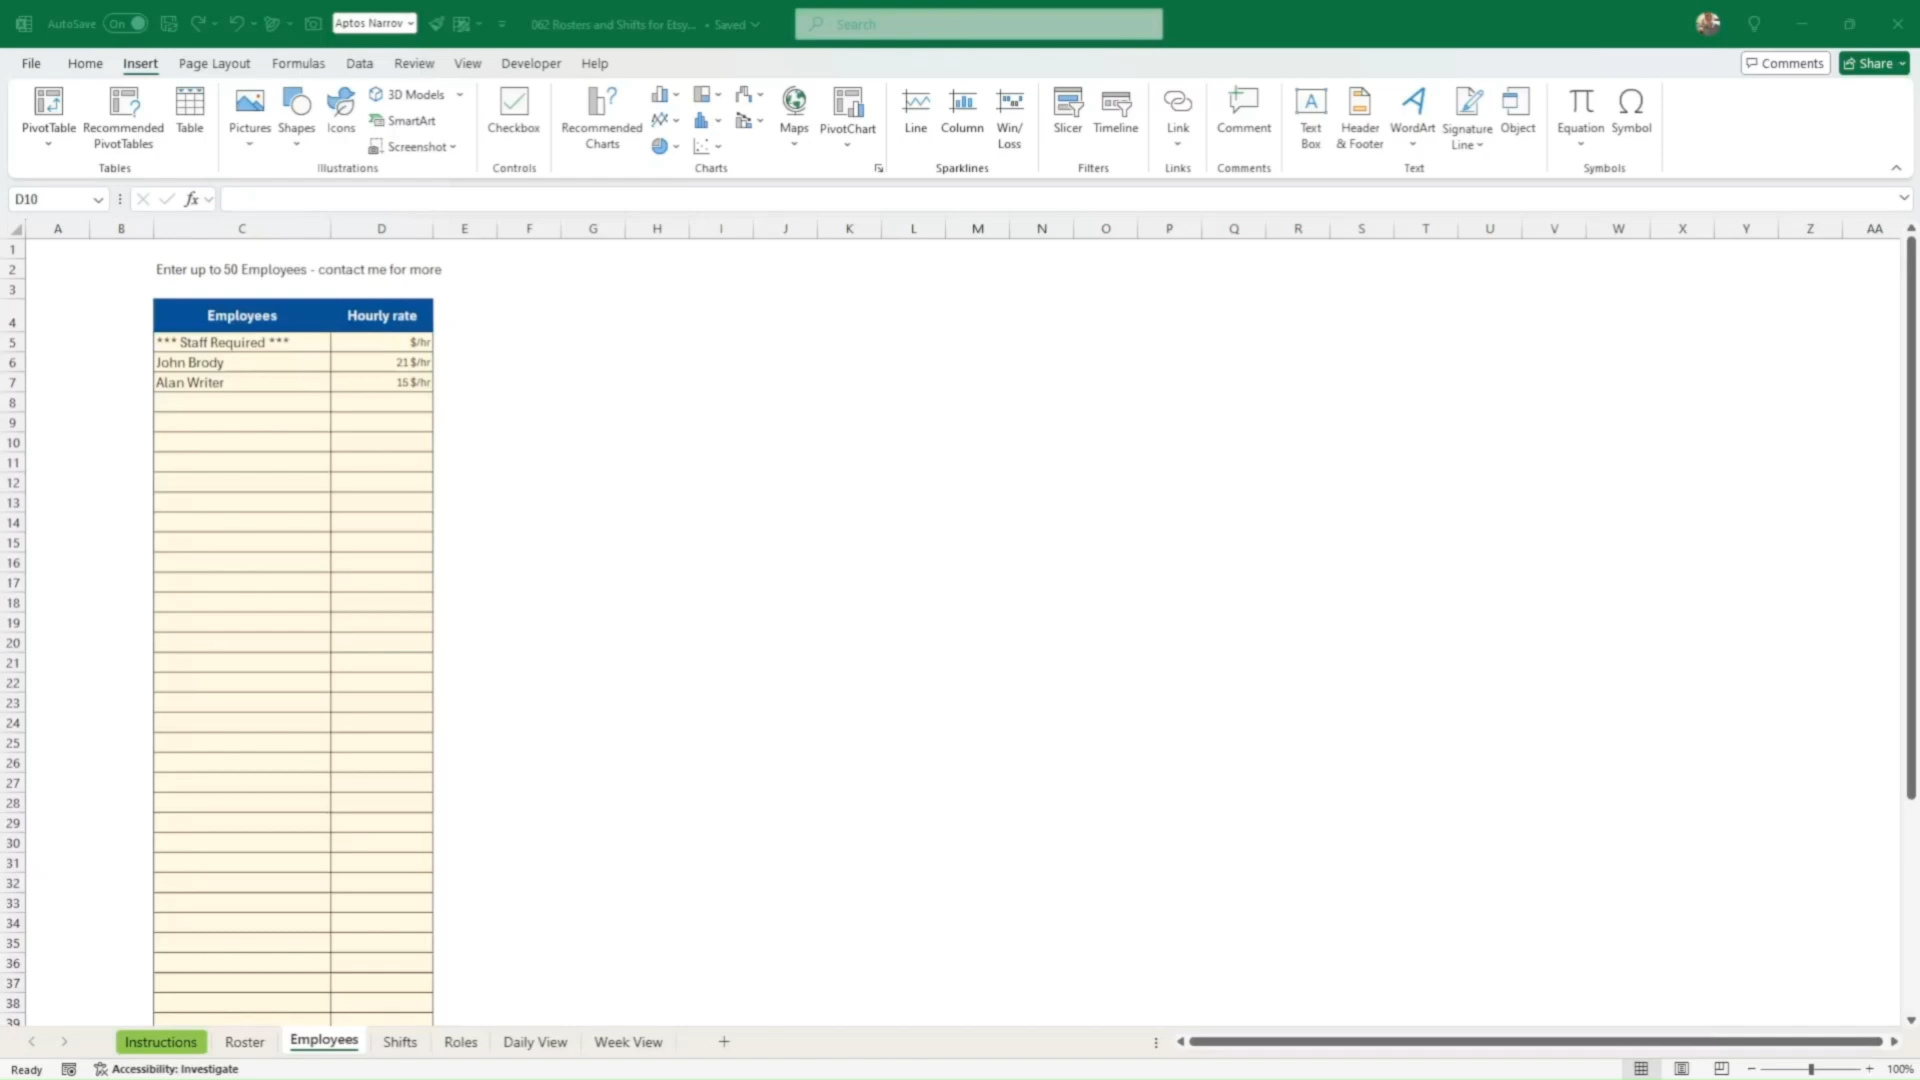 AutoSave On Aptos Narrov 062 Rosters and Shifts for Etsy... • Saved Search
File Home Insert Page Layout Formulas Data Review View Developer Help Comments Share
PivotTable Recommended PivotTables Table
Tables
Pictures Shapes Icons 3D Models SmartArt Screenshot
Illustrations
Checkbox
Controls
Recommended Charts Maps PivotChart
Charts
Line Column Win/Loss
Sparklines
Slicer Timeline
Filters
Link
Links
Comment
Comments
Text Box Header & Footer WordArt Signature Line Object
Text
Equation Symbol
Symbols
D10 fx
A B C D E F G H I J K L M N O P Q R S T U V W X Y Z AA
1
2 Enter up to 50 Employees - contact me for more
3
4 Employees Hourly rate
5 *** Staff Required *** $/hr
6 John Brody 21 $/hr
7 Alan Writer 15 $/hr
8
9
10
11
12
13
14
15
16
17
18
19
20
21
22
23
24
25
26
27
28
29
30
31
32
33
34
35
36
37
38
39
Instructions Roster Employees Shifts Roles Daily View Week View +
Ready Accessibility: Investigate 100%